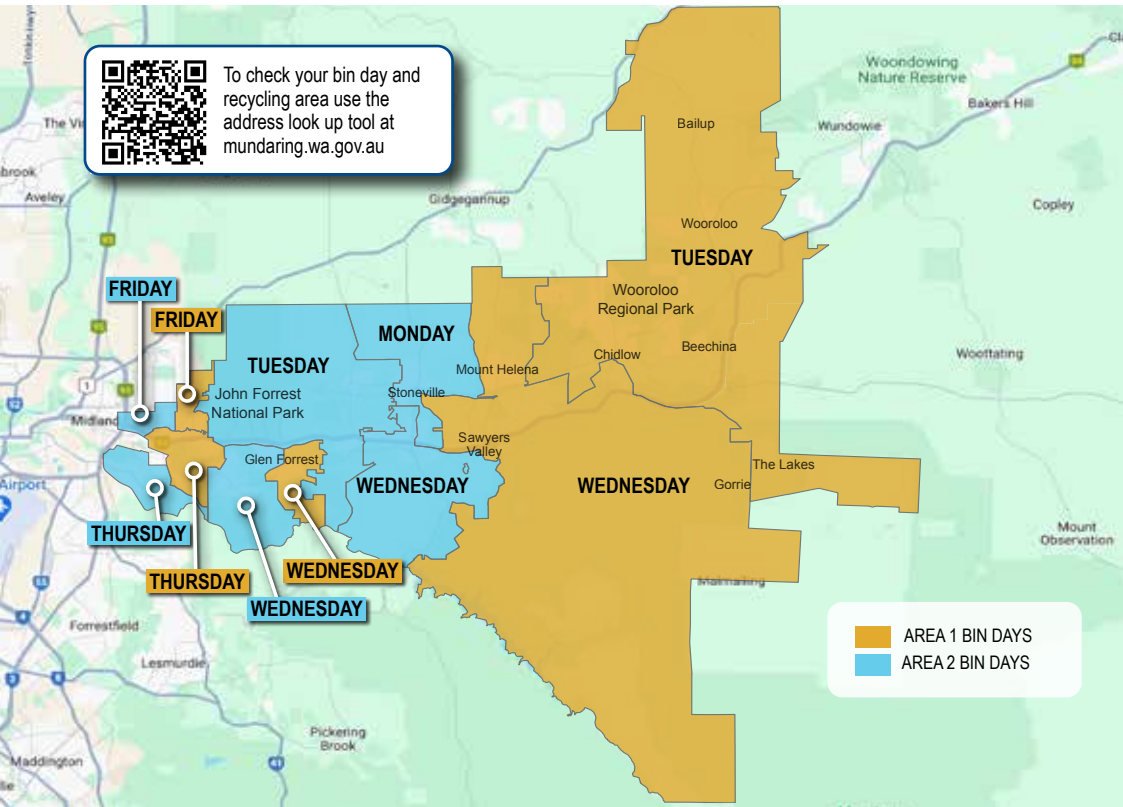 To check your bin day and
recycling area use the
address look up tool at
mundaring.wa.gov.au
Woondowing
Nature Reserve
Bakers Hill
Wundowie
Bailup
Aveley
Gidgegannup
Copley
Wooroloo
TUESDAY
FRIDAY
FRIDAY
Wooroloo
Regional Park
MONDAY
TUESDAY
Chidlow
Beechina
Woottating
Mount Helena
John Forrest
National Park
Stoneville
Midland
Sawyers
Valley
Glen Forrest
The Lakes
Airport
WEDNESDAY
WEDNESDAY
Gorrie
THURSDAY
Mount
Observation
WEDNESDAY
THURSDAY
WEDNESDAY
Forrestfield
AREA 1 BIN DAYS
AREA 2 BIN DAYS
Lesmurdie
Pickering
Brook
Maddington